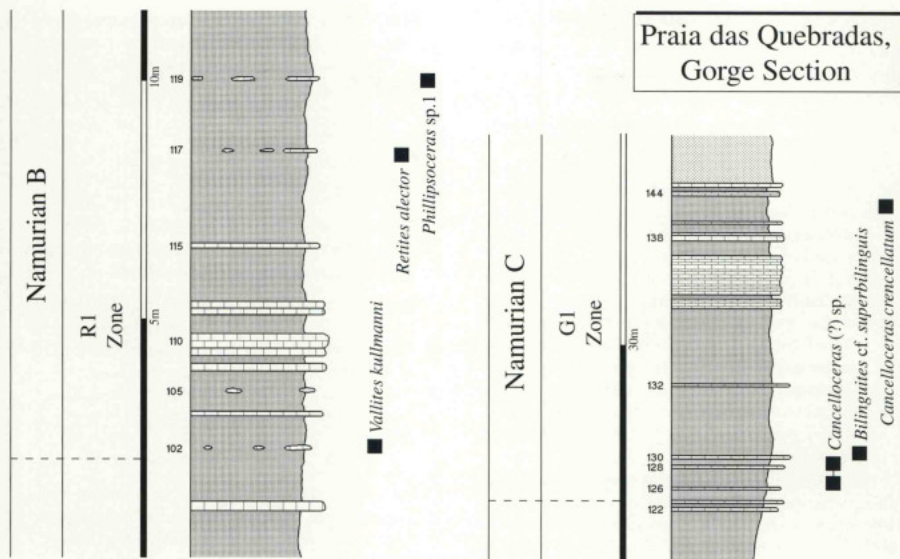 Praia das Quebradas,
Gorge Section
Namurian B
R1
Zone
10m
5m
119
117
115
110
105
102
Vallites kullmanni
Retites alector
Phillipsoceras sp.1
Namurian C
G1
Zone
30m
144
138
132
130
128
126
122
Cancelloceras (?) sp.
Bilinguites cf. superbilinguis
Cancelloceras crencellatum